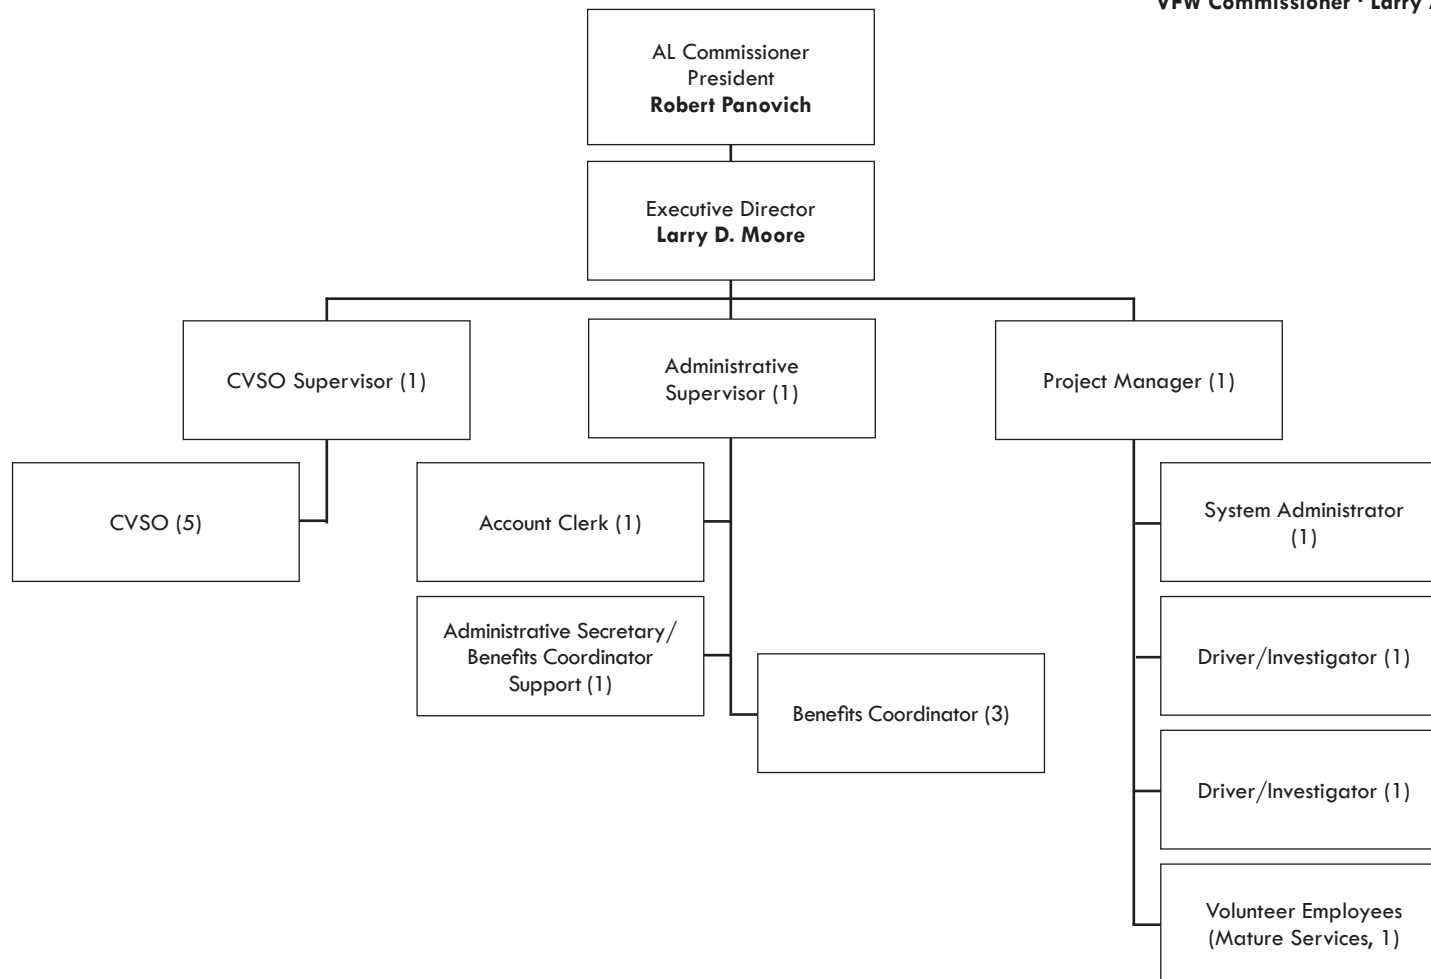 VFW Commissioner · Larry
AL Commissioner
President
Robert Panovich
Executive Director
Larry D. Moore
CVSO Supervisor (1)
Administrative
Supervisor (1)
Project Manager (1)
CVSO (5)
Account Clerk (1)
System Administrator
(1)
Administrative Secretary/
Benefits Coordinator
Support (1)
Driver/Investigator (1)
Benefits Coordinator (3)
Driver/Investigator (1)
Volunteer Employees
(Mature Services, 1)